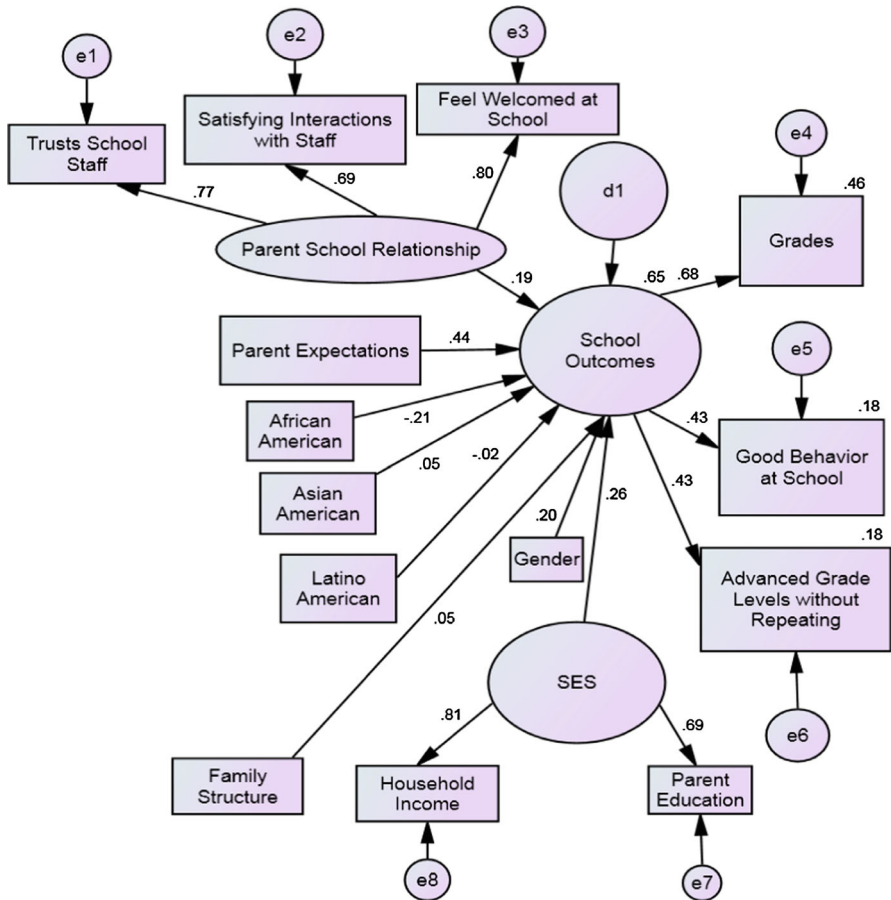 e1
e2
e3
Trusts School
Staff
Satisfying Interactions
with Staff
Feel Welcomed at
School
.77
.69
.80
Parent School Relationship
.19
d1
e4
.46
Grades
.65
.68
School
Outcomes
Parent Expectations
.44
African
American
-.21
Asian
American
.05
Latino
American
-.02
Family
Structure
.05
Gender
.20
.26
e5
.18
.43
Good Behavior
at School
.43
.18
Advanced Grade
Levels without
Repeating
e6
SES
.81
.69
Household
Income
Parent
Education
e8
e7